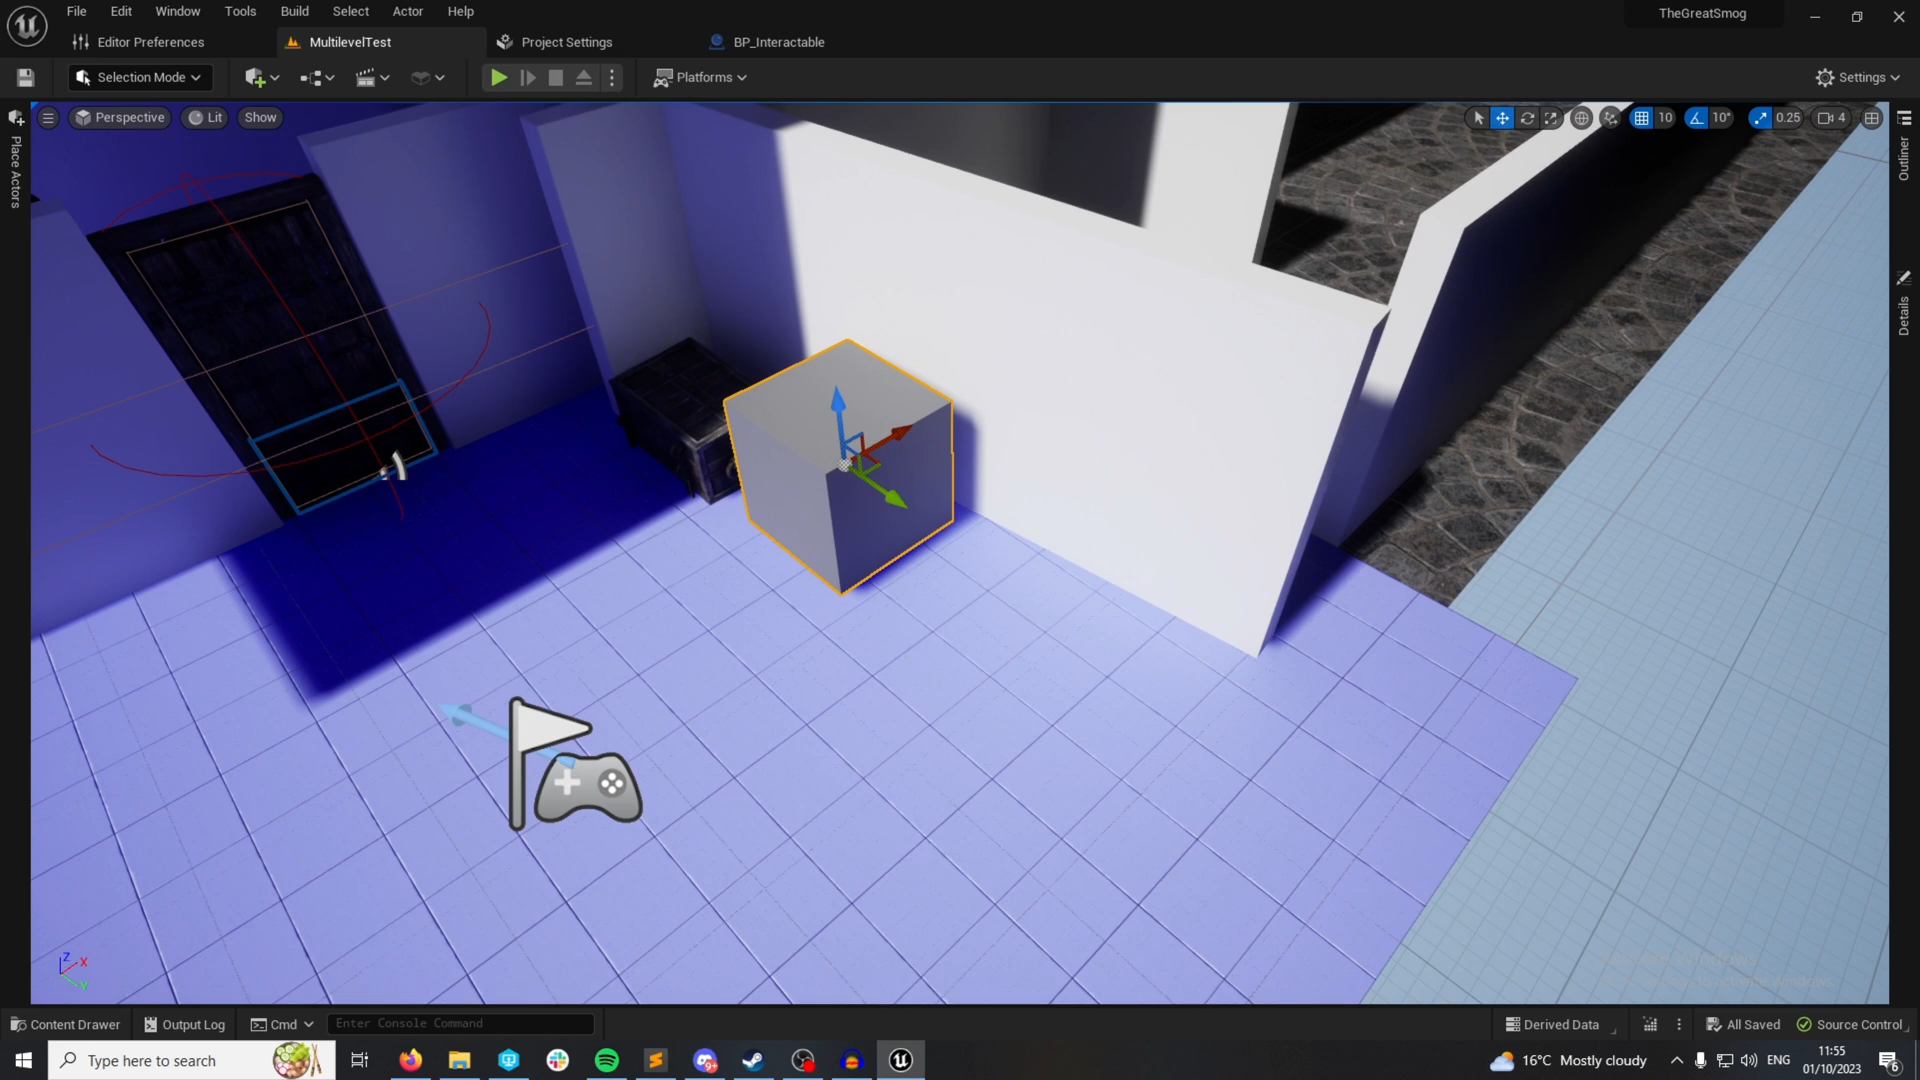 File Edit Window Tools Build Select Actor Help
TheGreatSmog
Editor Preferences
MultilevelTest
Project Settings
BP_Interactable
Selection Mode
Platforms
Settings
Perspective
Lit
Show
10
10°
0.25
4
Place Actors
Outliner
Details
Z
X
Y
Content Drawer
Output Log
Cmd
Enter Console Command
Derived Data
All Saved
Source Control
Type here to search
9+
16°C Mostly cloudy
ENG
11:55
01/10/2023
6